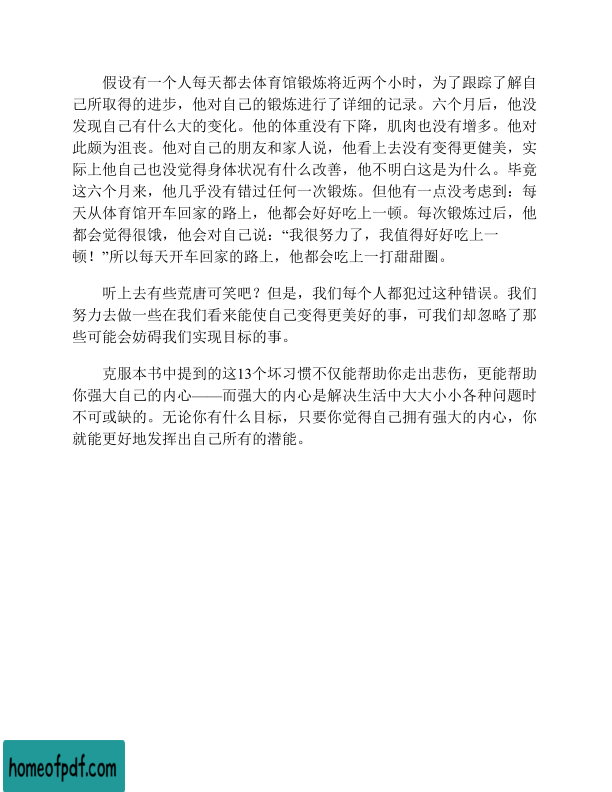 假设有一个人每天都去体育馆锻炼将近两个小时，为了跟踪了解自
己所取得的进步，他对自己的锻炼进行了详细的记录。六个月后，他没
发现自己有什么大的变化。他的体重没有下降，肌肉也没有增多。他对
此颇为沮丧。他对自己的朋友和家人说，他看上去没有变得更健美，实
际上他自己也没觉得身体状况有什么改善，他不明白这是为什么。毕竟
这六个月来，他几乎没有错过任何一次锻炼。但他有一点没考虑到：每
天从体育馆开车回家的路上，他都会好好吃上一顿。每次锻炼过后，他
都会觉得很饿，他会对自己说：“我很努力了，我值得好好吃上一
顿！”所以每天开车回家的路上，他都会吃上一打甜甜圈。
听上去有些荒唐可笑吧？但是，我们每个人都犯过这种错误。我们
努力去做一些在我们看来能使自己变得更美好的事，可我们却忽略了那
些可能会妨碍我们实现目标的事。
克服本书中提到的这13个坏习惯不仅能帮助你走出悲伤，更能帮助
你强大自己的内心——而强大的内心是解决生活中大大小小各种问题时
不可或缺的。无论你有什么目标，只要你觉得自己拥有强大的内心，你
就能更好地发挥出自己所有的潜能。
homeofpdf.com